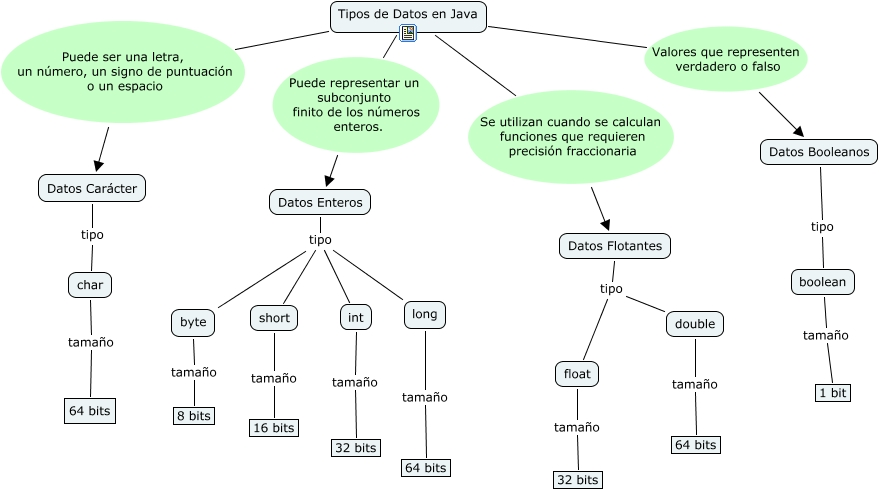 Tipos de Datos en Java
Puede ser una letra,
un número, un signo de puntuación
o un espacio
Puede representar un
subconjunto
finito de los números
enteros.
Se utilizan cuando se calculan
funciones que requieren
precisión fraccionaria
Valores que representen
verdadero o falso
Datos Carácter
tipo
char
tamaño
64 bits
Datos Enteros
tipo
byte
tamaño
8 bits
short
tamaño
16 bits
int
tamaño
32 bits
long
tamaño
64 bits
Datos Flotantes
tipo
float
tamaño
32 bits
double
tamaño
64 bits
Datos Booleanos
tipo
boolean
tamaño
1 bit